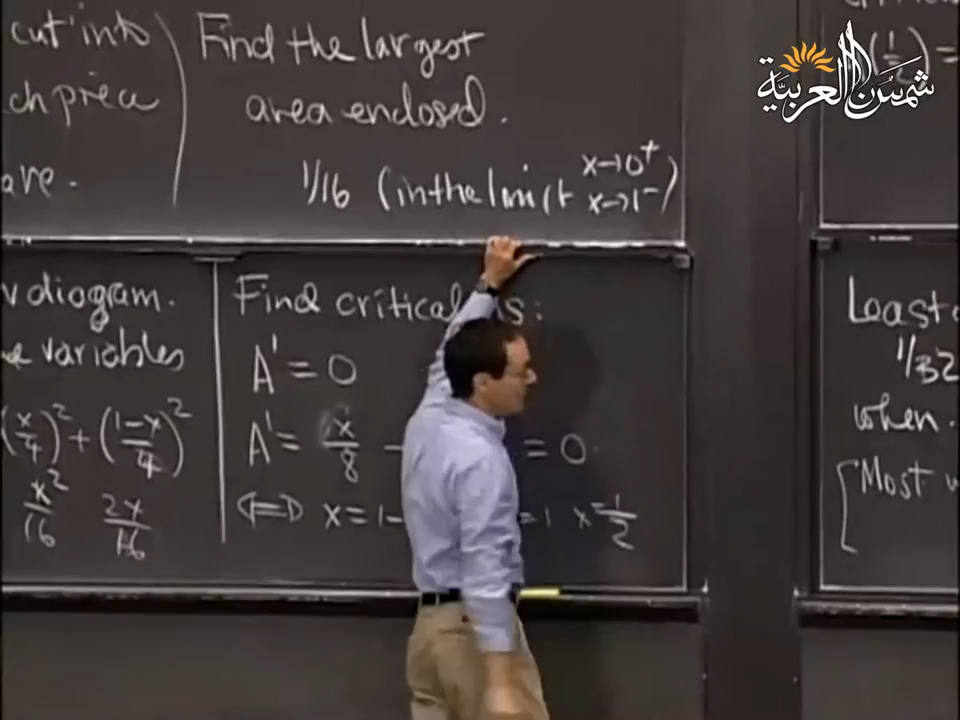 cut into
ch piece
are.
Find the largest
area enclosed.
1/16 (in the limit x→0⁺
x→1⁻)
(1/2) =
شمس العربية
diagram.
variables
(x/4)² + ((1-x)/4)²
x²/16 2x/16
Find critical
A' = 0
A' = x/8 - = 0
⟺ x = 1- = 1 x = 1/2
Least
1/32
when
[Most